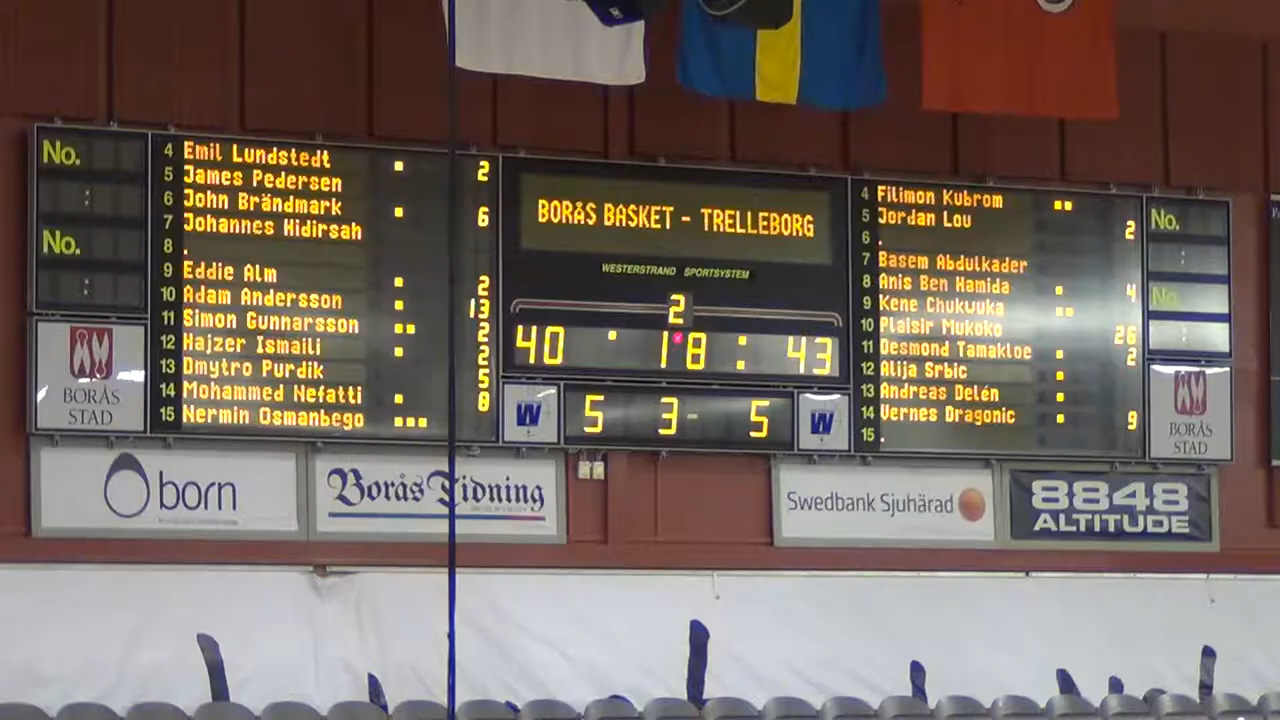 No.
No.
4 Emil Lundstedt 2
5 James Pedersen
6 John Brändmark 6
7 Johannes Hidirsah
8 .
9 Eddie Alm 2
10 Adam Andersson 13
11 Simon Gunnarsson 2
12 Hajzer Ismaili 2
13 Dmytro Purdik 5
14 Mohammed Nefatti 8
15 Nermin Osmanbego
BORÅS BASKET - TRELLEBORG
WESTERSTRAND SPORTSYSTEM
2
40 18 : 43
5 3- 5
W
W
4 Filimon Kubrom
5 Jordan Lou 2
6 .
7 Basem Abdulkader
8 Anis Ben Hamida 4
9 Kene Chukwuka
10 Plaisir Mukoko 26
11 Desmond Tamakloe 2
12 Alija Srbic
13 Andreas Delén
14 Vernes Dragonic 9
15 .
No.
No.
BORÅS
STAD
BORÅS
STAD
born
Borås Tidning
Swedbank Sjuhärad
8848
ALTITUDE